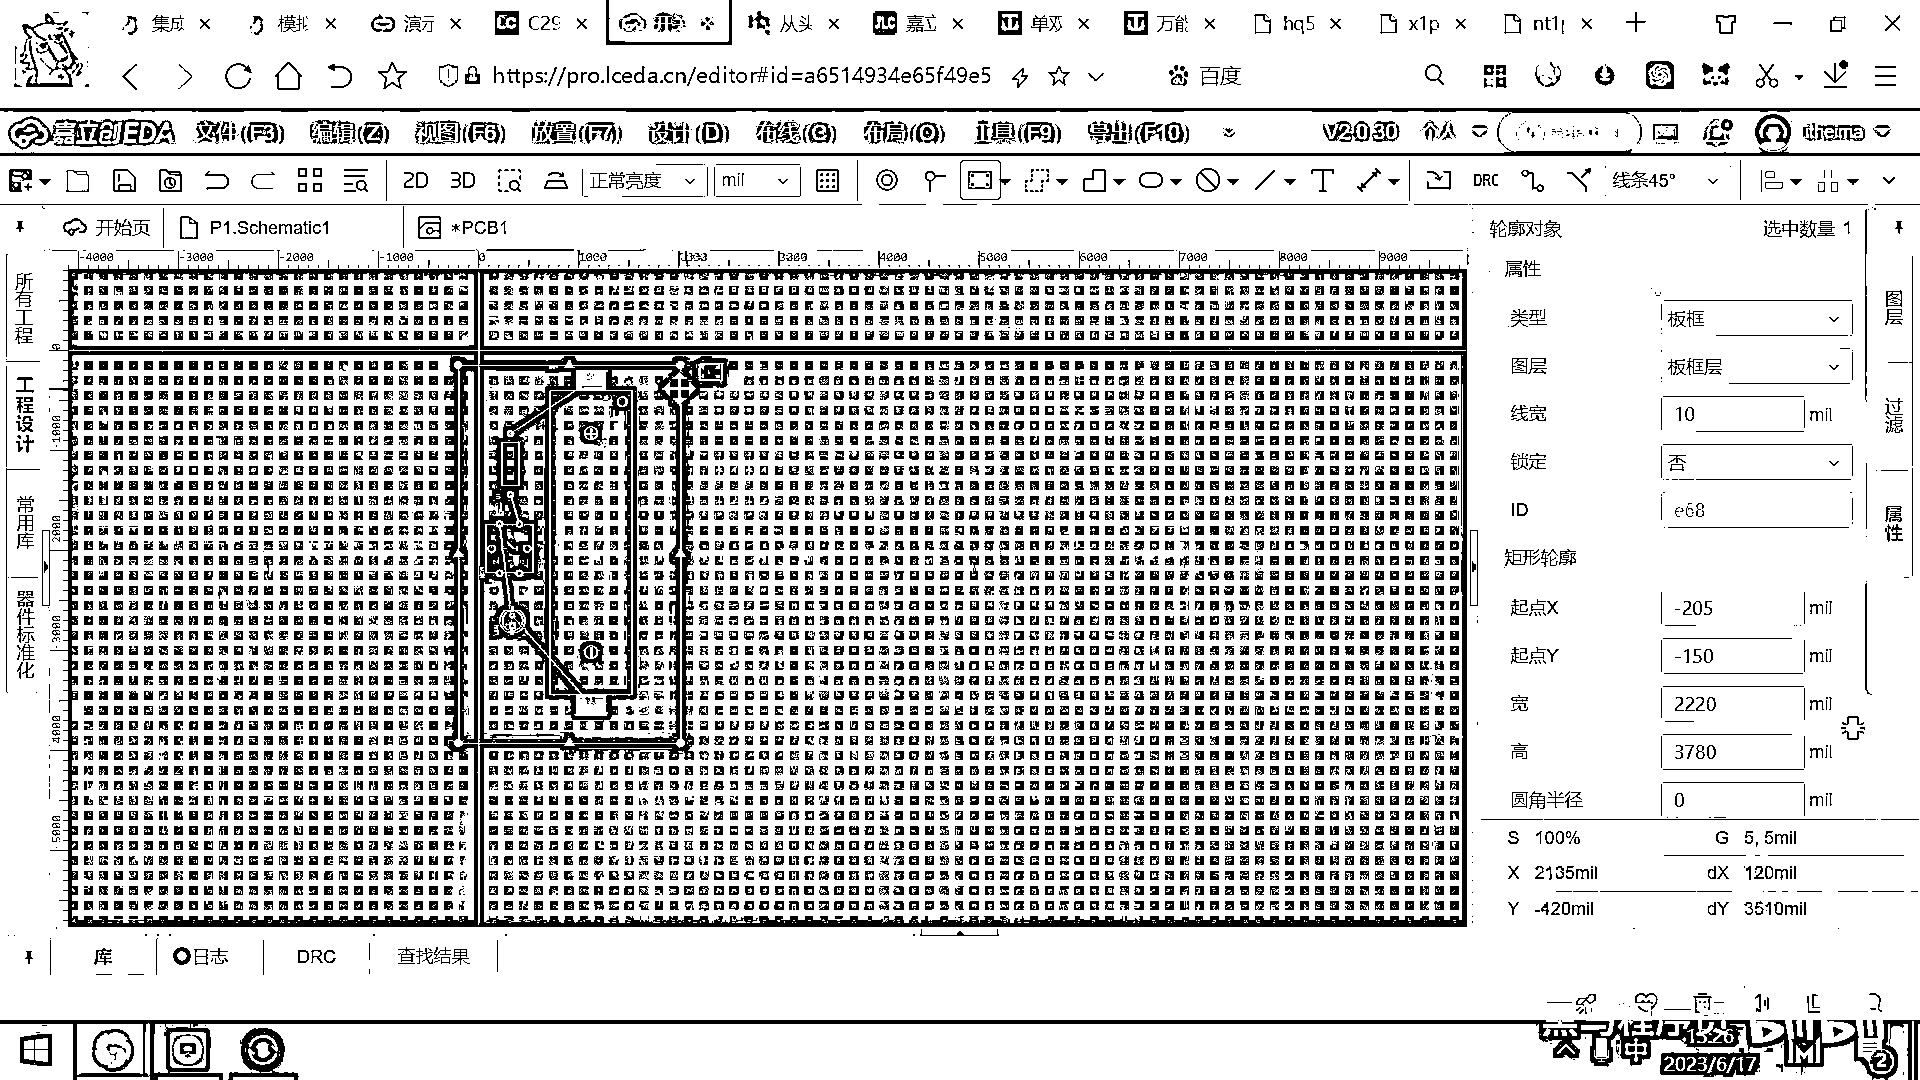 集成
模拟
演示
C29
开源
从头
嘉立
单双
万能
hq5
x1p
nt1p
https://pro.lceda.cn/editor#id=a6514934e65f49e5
百度
嘉立创EDA 文件(F3) 编辑(Z) 视图(F6) 放置(F7) 设计(D) 布线(G) 布局(O) 工具(F9) 导出(F10) V2.0.30 个人 thema
2D 3D 正常亮度 mil DRC 线条45°
开始页 P1.Schematic1 *PCB1
轮廓对象 选中数量 1
-4000 -3000 -2000 -1000 0 1000 3000 4000 5000 6000 7000 8000 9000
所有工程
工程设计
常用库
器件标准化
0
-1000
-2000
-3000
-4000
-5000
属性
类型 板框
图层 板框层
线宽 10 mil
锁定 否
ID e68
矩形轮廓
起点X -205 mil
起点Y -150 mil
宽 2220 mil
高 3780 mil
圆角半径 0 mil
图层
过滤
属性
S 100% G 5, 5mil
X 2135mil dX 120mil
Y -420mil dY 3510mil
库 日志 DRC 查找结果
中
15:26
2023/6/17
2